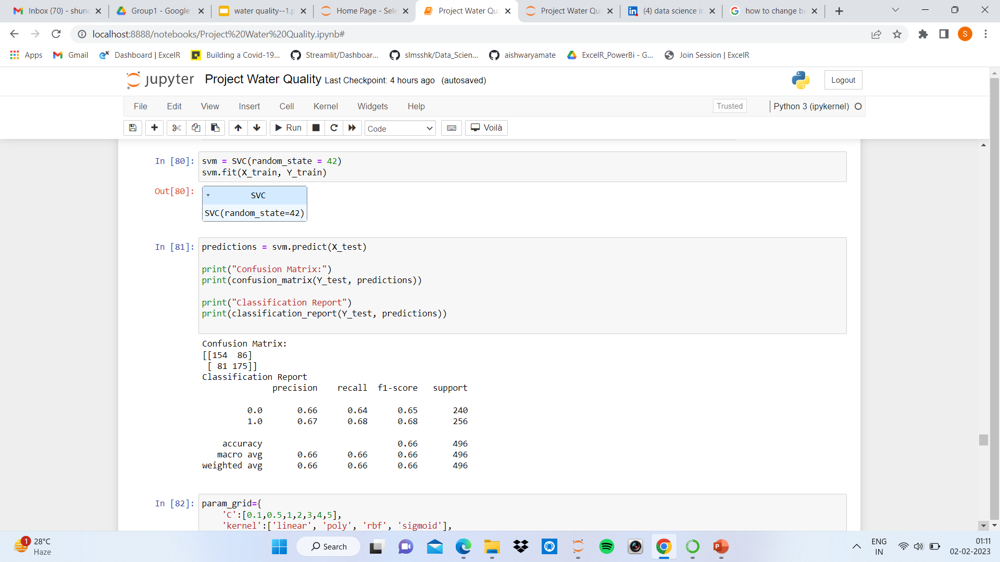 Inbox (70) - shun
Group1 - Google
water quality--1.p
Home Page - Sele
Project Water Qu
Project Water Qu
(4) data science in
how to change ba
localhost:8888/notebooks/Project%20Water%20Quality.ipynb#
S
Apps
Gmail
Dashboard | ExcelR
Building a Covid-19...
Streamlit/Dashboar...
slmsshk/Data_Scien...
aishwaryamate
ExcelR_PowerBi - G...
Join Session | ExcelR
jupyter Project Water Quality Last Checkpoint: 4 hours ago (autosaved)
Logout
File Edit View Insert Cell Kernel Widgets Help
Trusted
Python 3 (ipykernel)
Run
Code
Voilà
In [80]: svm = SVC(random_state = 42)
svm.fit(X_train, Y_train)
Out[80]: SVC
SVC(random_state=42)
In [81]: predictions = svm.predict(X_test)
print("Confusion Matrix:")
print(confusion_matrix(Y_test, predictions))
print("Classification Report")
print(classification_report(Y_test, predictions))
Confusion Matrix:
[[154  86]
 [ 81 175]]
Classification Report
precision    recall  f1-score   support
0.0       0.66      0.64      0.65       240
1.0       0.67      0.68      0.68       256
accuracy                           0.66       496
macro avg       0.66      0.66      0.66       496
weighted avg       0.66      0.66      0.66       496
In [82]: param_grid={
'C':[0.1,0.5,1,2,3,4,5],
'kernel':['linear', 'poly', 'rbf', 'sigmoid'],
1
28°C
Haze
Search
ENG
IN
01:11
02-02-2023